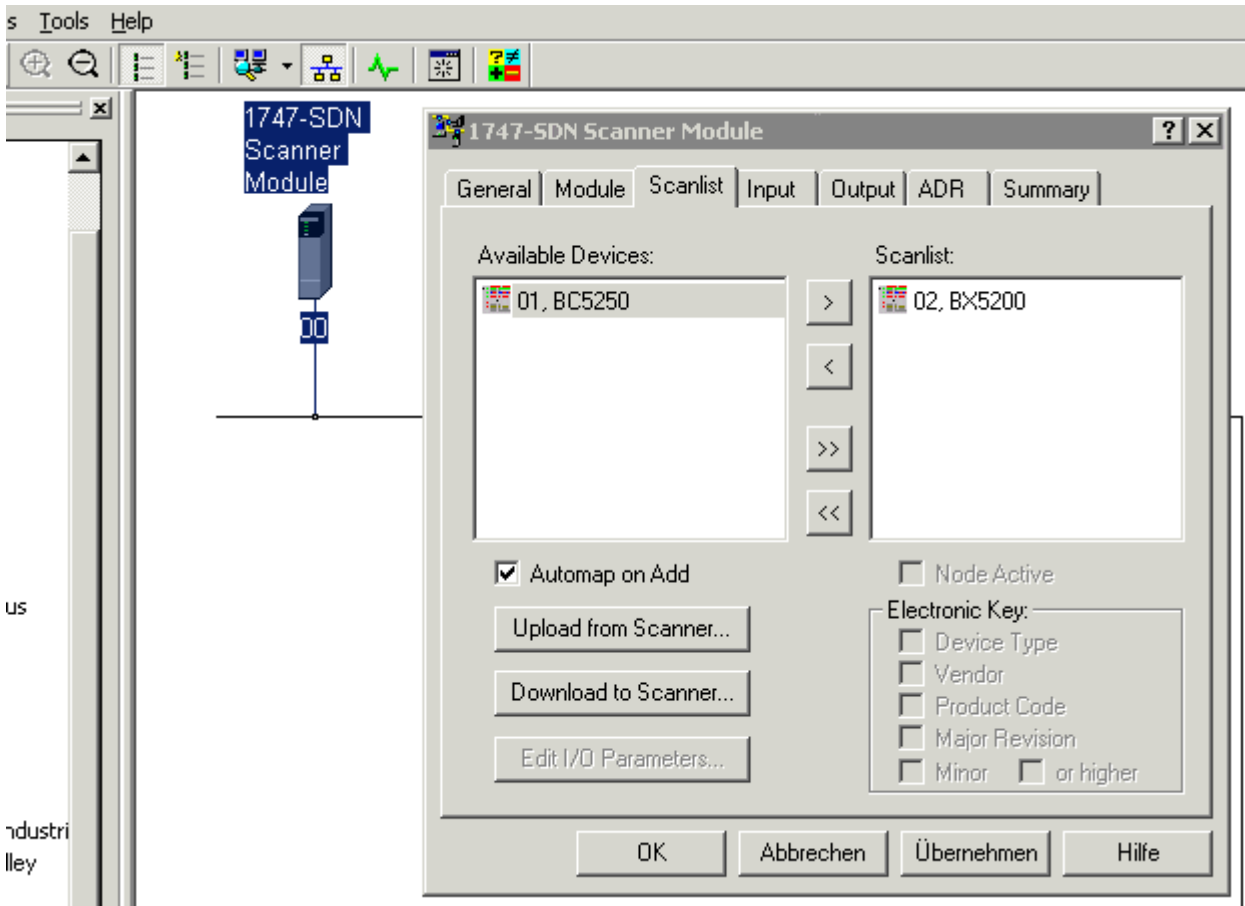 s Tools Help
1747-SDN
Scanner
Module
00
1747-SDN Scanner Module
General Module Scanlist Input Output ADR Summary
Available Devices: Scanlist:
01, BC5250
02, BX5200
>
<
>>
<<
Automap on Add
Node Active
Upload from Scanner...
Download to Scanner...
Edit I/O Parameters...
Electronic Key:
Device Type
Vendor
Product Code
Major Revision
Minor or higher
OK Abbrechen Übernehmen Hilfe
us
ndustri
lley